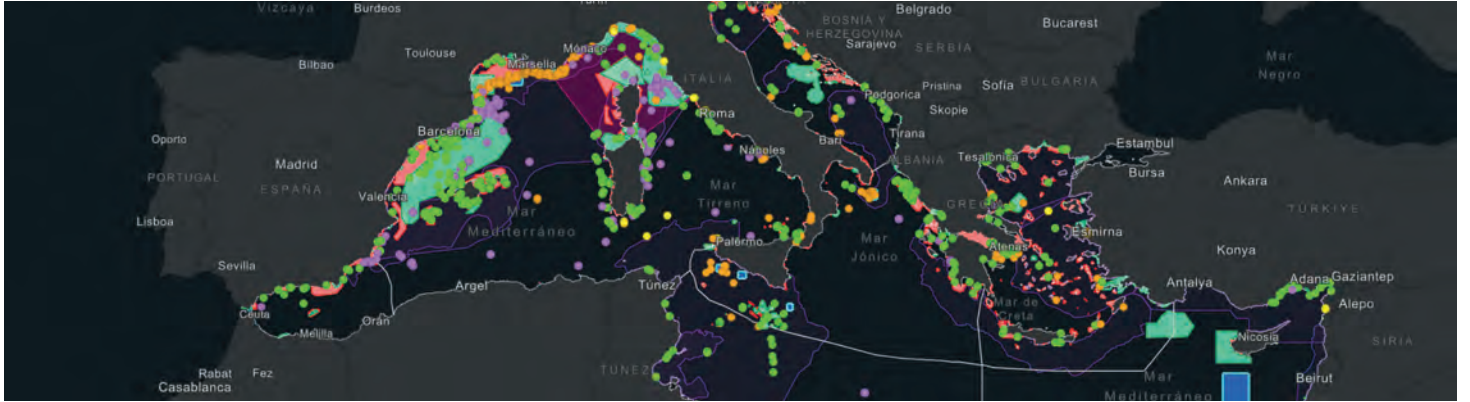 Vizcaya
Burdeos
Toulouse
Bilbao
Marsella
Mónaco
ITALIA
BOSNIA Y
HERZEGOVINA
Sarajevo
Belgrado
SERBIA
Bucarest
Mar
Negro
Podgorica
Pristina
Sofía
BULGARIA
Skopie
Oporto
Barcelona
Roma
Tirana
Madrid
PORTUGAL
ESPAÑA
Valencia
Nápoles
Bari
ALBANIA
Tesalónica
Estambul
Bursa
Ankara
Lisboa
Mar
Mediterráneo
Mar
Tirreno
GRECIA
TÜRKIYE
Mar
Jónico
Atenas
Esmirna
Konya
Sevilla
Palermo
Argel
Túnez
Antalya
Adana
Gaziantep
Alepo
Ceuta
Melilla
Orán
Mar de
Creta
Nicosia
SIRIA
Rabat
Fez
Casablanca
TÚNEZ
Mar
Mediterráneo
Beirut